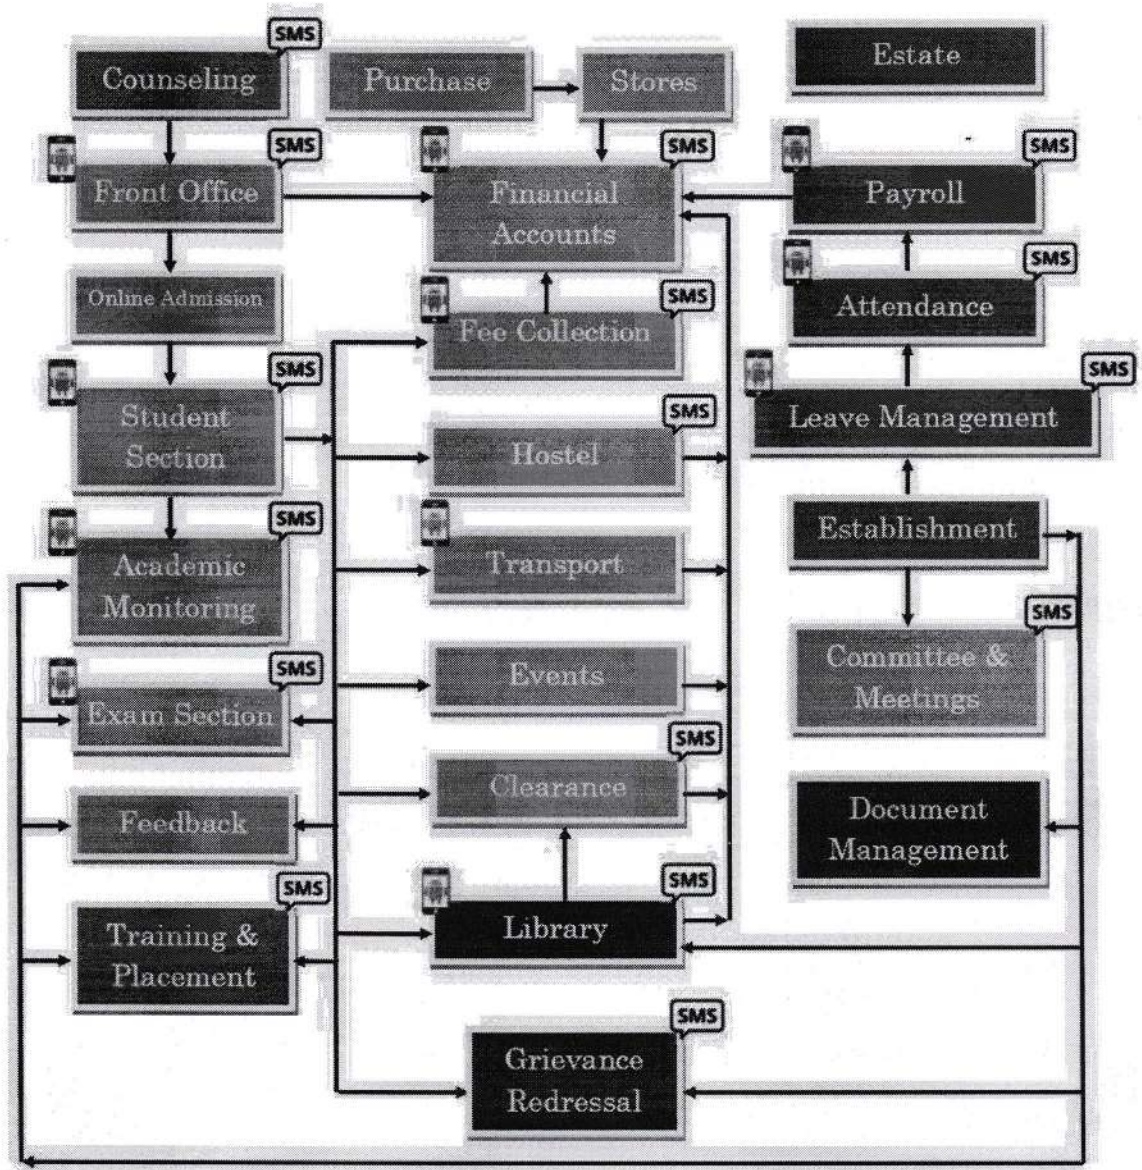 SMS
Counseling
Purchase
Stores
Estate
SMS
Front Office
SMS
Financial
Accounts
SMS
Payroll
Online Admission
SMS
Fee Collection
SMS
Attendance
SMS
Student
Section
SMS
Hostel
SMS
Leave Management
SMS
Academic
Monitoring
Transport
Establishment
SMS
Exam Section
Events
SMS
Committee &
Meetings
Feedback
SMS
Clearance
Document
Management
SMS
Training &
Placement
SMS
Library
SMS
Grievance
Redressal